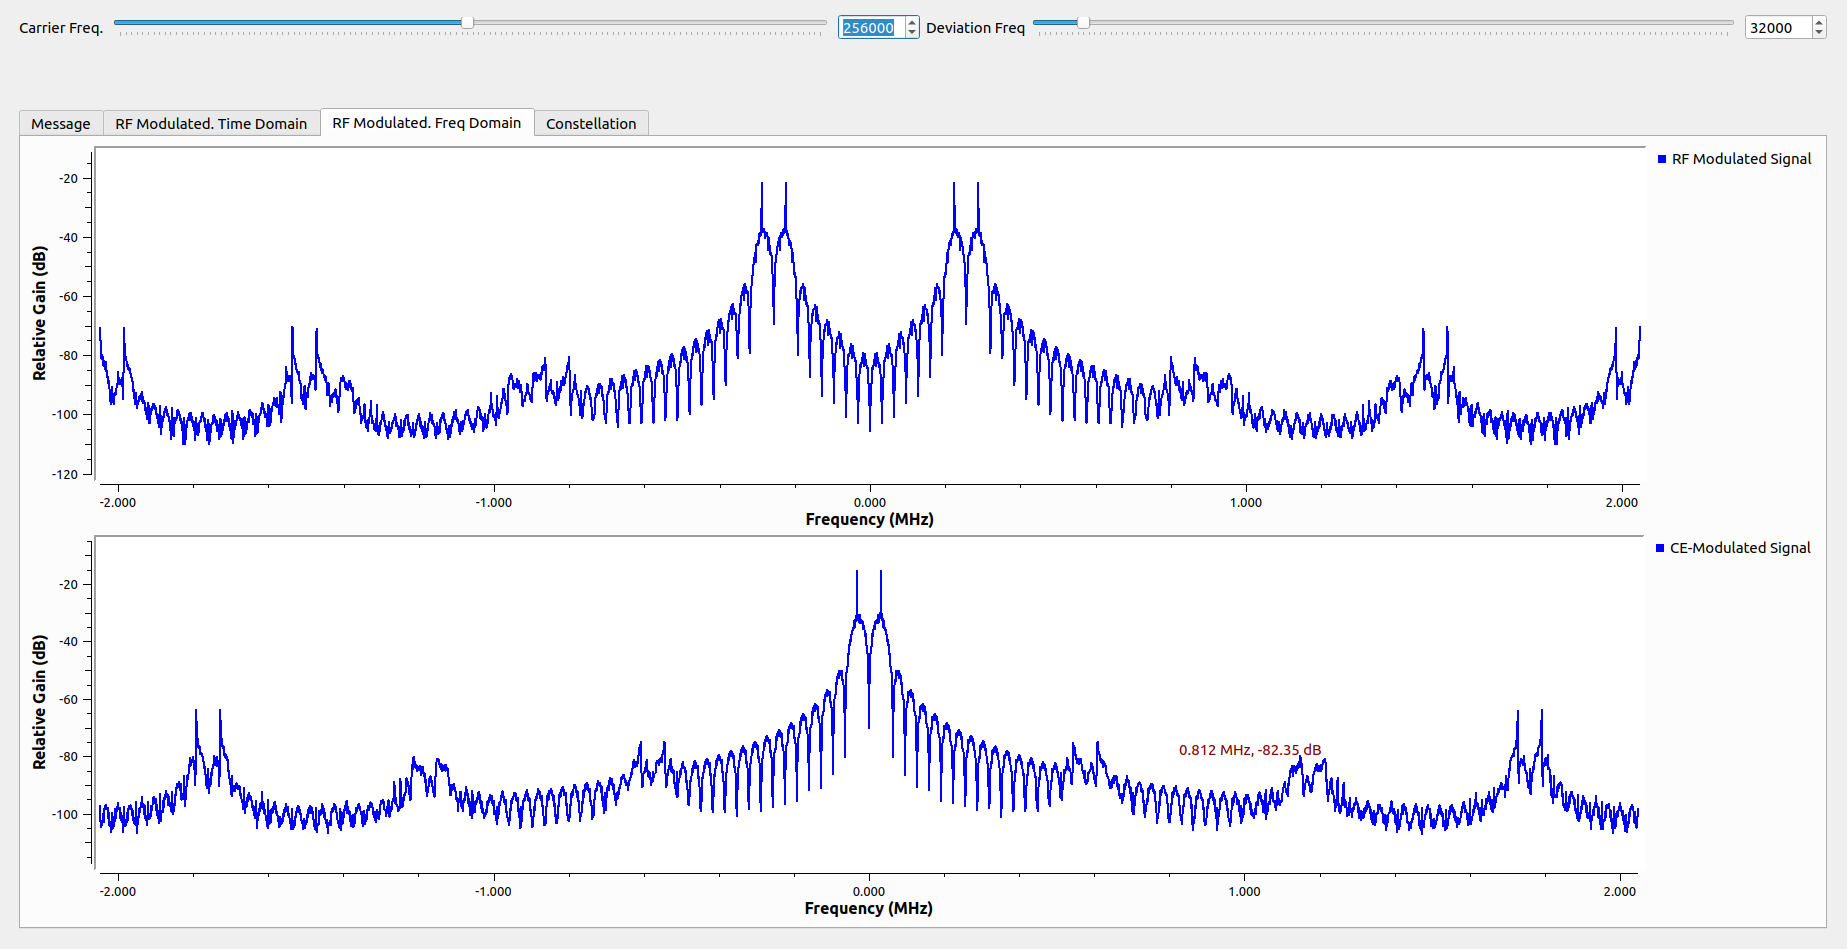 Carrier Freq. 256000 Deviation Freq 32000
Message RF Modulated. Time Domain RF Modulated. Freq Domain Constellation
RF Modulated Signal
-20
-40
-60
-80
-100
-120
Relative Gain (dB)
-2.000 -1.000 0.000 1.000 2.000
Frequency (MHz)
CE-Modulated Signal
-20
-40
-60
-80
-100
Relative Gain (dB)
0.812 MHz, -82.35 dB
-2.000 -1.000 0.000 1.000 2.000
Frequency (MHz)